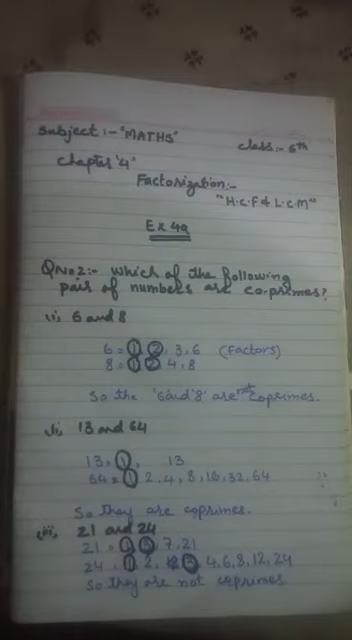 Subject:- "MATHS"
Class:- 6th
Chapter '4'
Factorization:-
"H.C.F & L.C.M"
Ex 4a
QNo2:- Which of the following
pair of numbers are co-primes?
(i), 6 and 8
6 = 1, 2, 3, 6 (Factors)
8 = 1, 2, 4, 8
So the '6' and '8' are not coprimes.
(ii, 13 and 64
13, 1, 13
64 = 1, 2, 4, 8, 16, 32, 64
So they are coprimes.
(iii), 21 and 24
21 = 1, 3, 7, 21
24 = 1, 2, 3, 4, 6, 8, 12, 24
So they are not coprimes